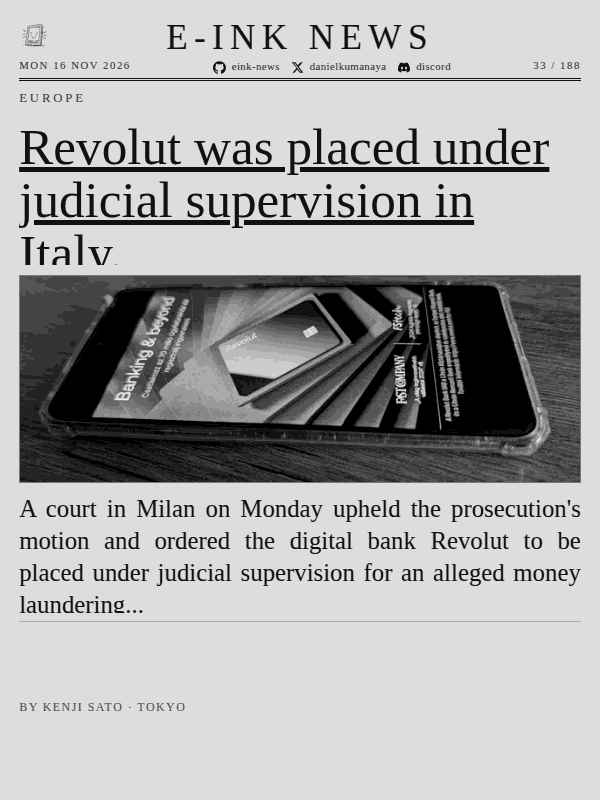 E-INK NEWS
MON 16 NOV 2026
eink-news danielkumanaya discord
33 / 188
EUROPE
Revolut was placed under
judicial supervision in
Italy.
Banking & beyond
Revolut
FAST COMPANY
A court in Milan on Monday upheld the prosecution's
motion and ordered the digital bank Revolut to be
placed under judicial supervision for an alleged money
laundering...
BY KENJI SATO · TOKYO